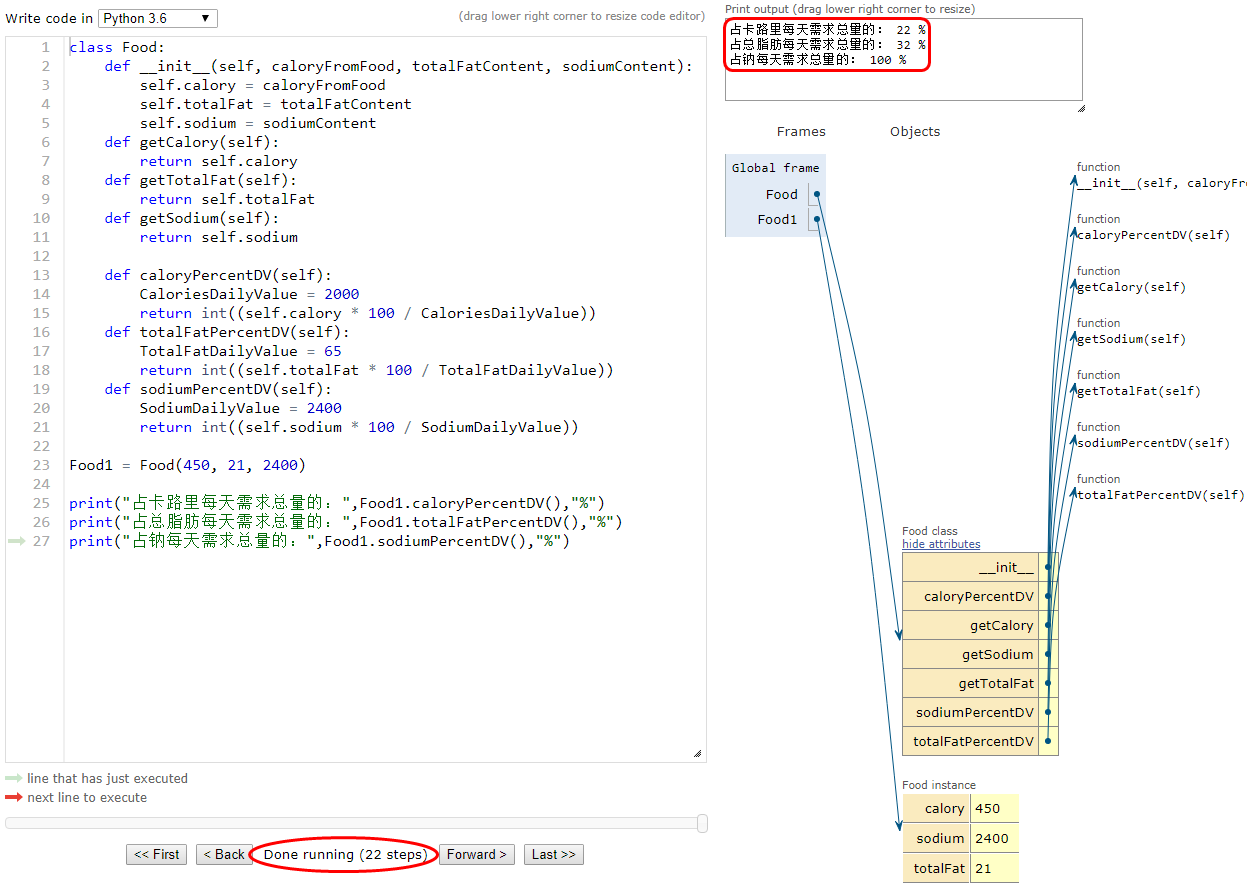 Write code in Python 3.6 ▼
(drag lower right corner to resize code editor)
1 class Food:
2     def __init__(self, caloryFromFood, totalFatContent, sodiumContent):
3         self.calory = caloryFromFood
4         self.totalFat = totalFatContent
5         self.sodium = sodiumContent
6     def getCalory(self):
7         return self.calory
8     def getTotalFat(self):
9         return self.totalFat
10     def getSodium(self):
11         return self.sodium
12
13     def caloryPercentDV(self):
14         CaloriesDailyValue = 2000
15         return int((self.calory * 100 / CaloriesDailyValue))
16     def totalFatPercentDV(self):
17         TotalFatDailyValue = 65
18         return int((self.totalFat * 100 / TotalFatDailyValue))
19     def sodiumPercentDV(self):
20         SodiumDailyValue = 2400
21         return int((self.sodium * 100 / SodiumDailyValue))
22
23 Food1 = Food(450, 21, 2400)
24
25 print("占卡路里每天需求总量的：",Food1.caloryPercentDV(),"%")
26 print("占总脂肪每天需求总量的：",Food1.totalFatPercentDV(),"%")
27 print("占钠每天需求总量的：",Food1.sodiumPercentDV(),"%")
line that has just executed
next line to execute
<< First < Back Done running (22 steps) Forward > Last >>
Print output (drag lower right corner to resize)
占卡路里每天需求总量的： 22 %
占总脂肪每天需求总量的： 32 %
占钠每天需求总量的： 100 %
Frames Objects
Global frame
Food
Food1
function
__init__(self, caloryFr
function
caloryPercentDV(self)
function
getCalory(self)
function
getSodium(self)
function
getTotalFat(self)
function
sodiumPercentDV(self)
function
totalFatPercentDV(self)
Food class
hide attributes
__init__
caloryPercentDV
getCalory
getSodium
getTotalFat
sodiumPercentDV
totalFatPercentDV
Food instance
calory 450
sodium 2400
totalFat 21